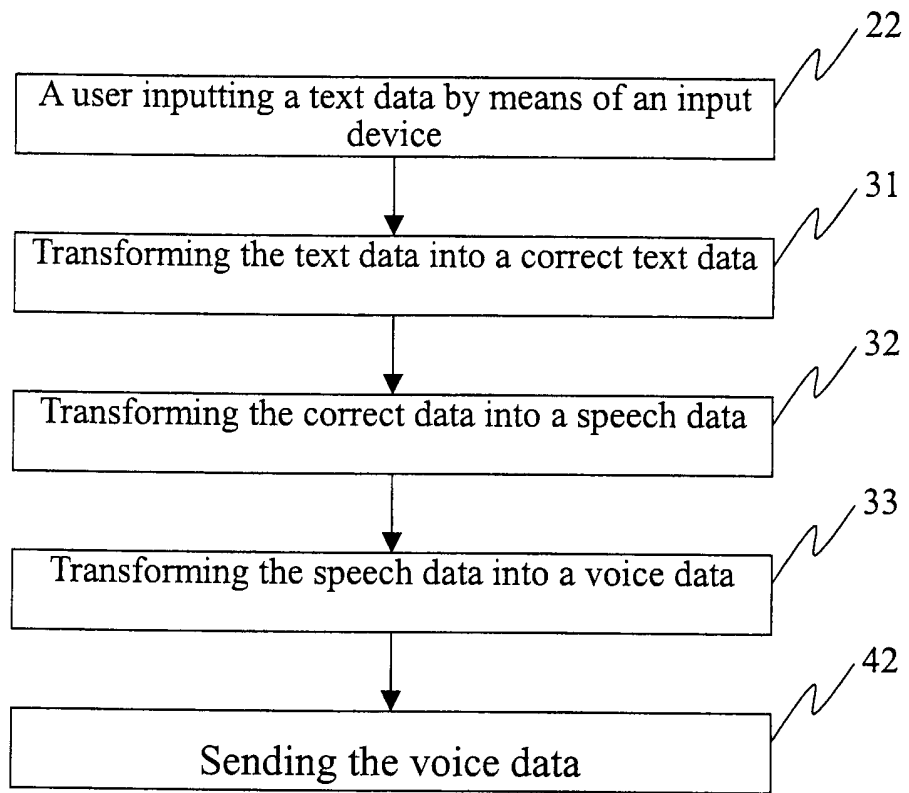 22
A user inputting a text data by means of an input
device
31
Transforming the text data into a correct text data
32
Transforming the correct data into a speech data
33
Transforming the speech data into a voice data
42
Sending the voice data